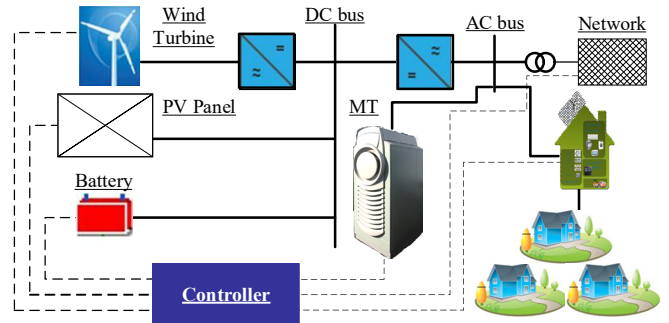 Wind
Turbine
DC bus
AC bus
Network
=
≈
≈
=
PV Panel
MT
Battery
Controller